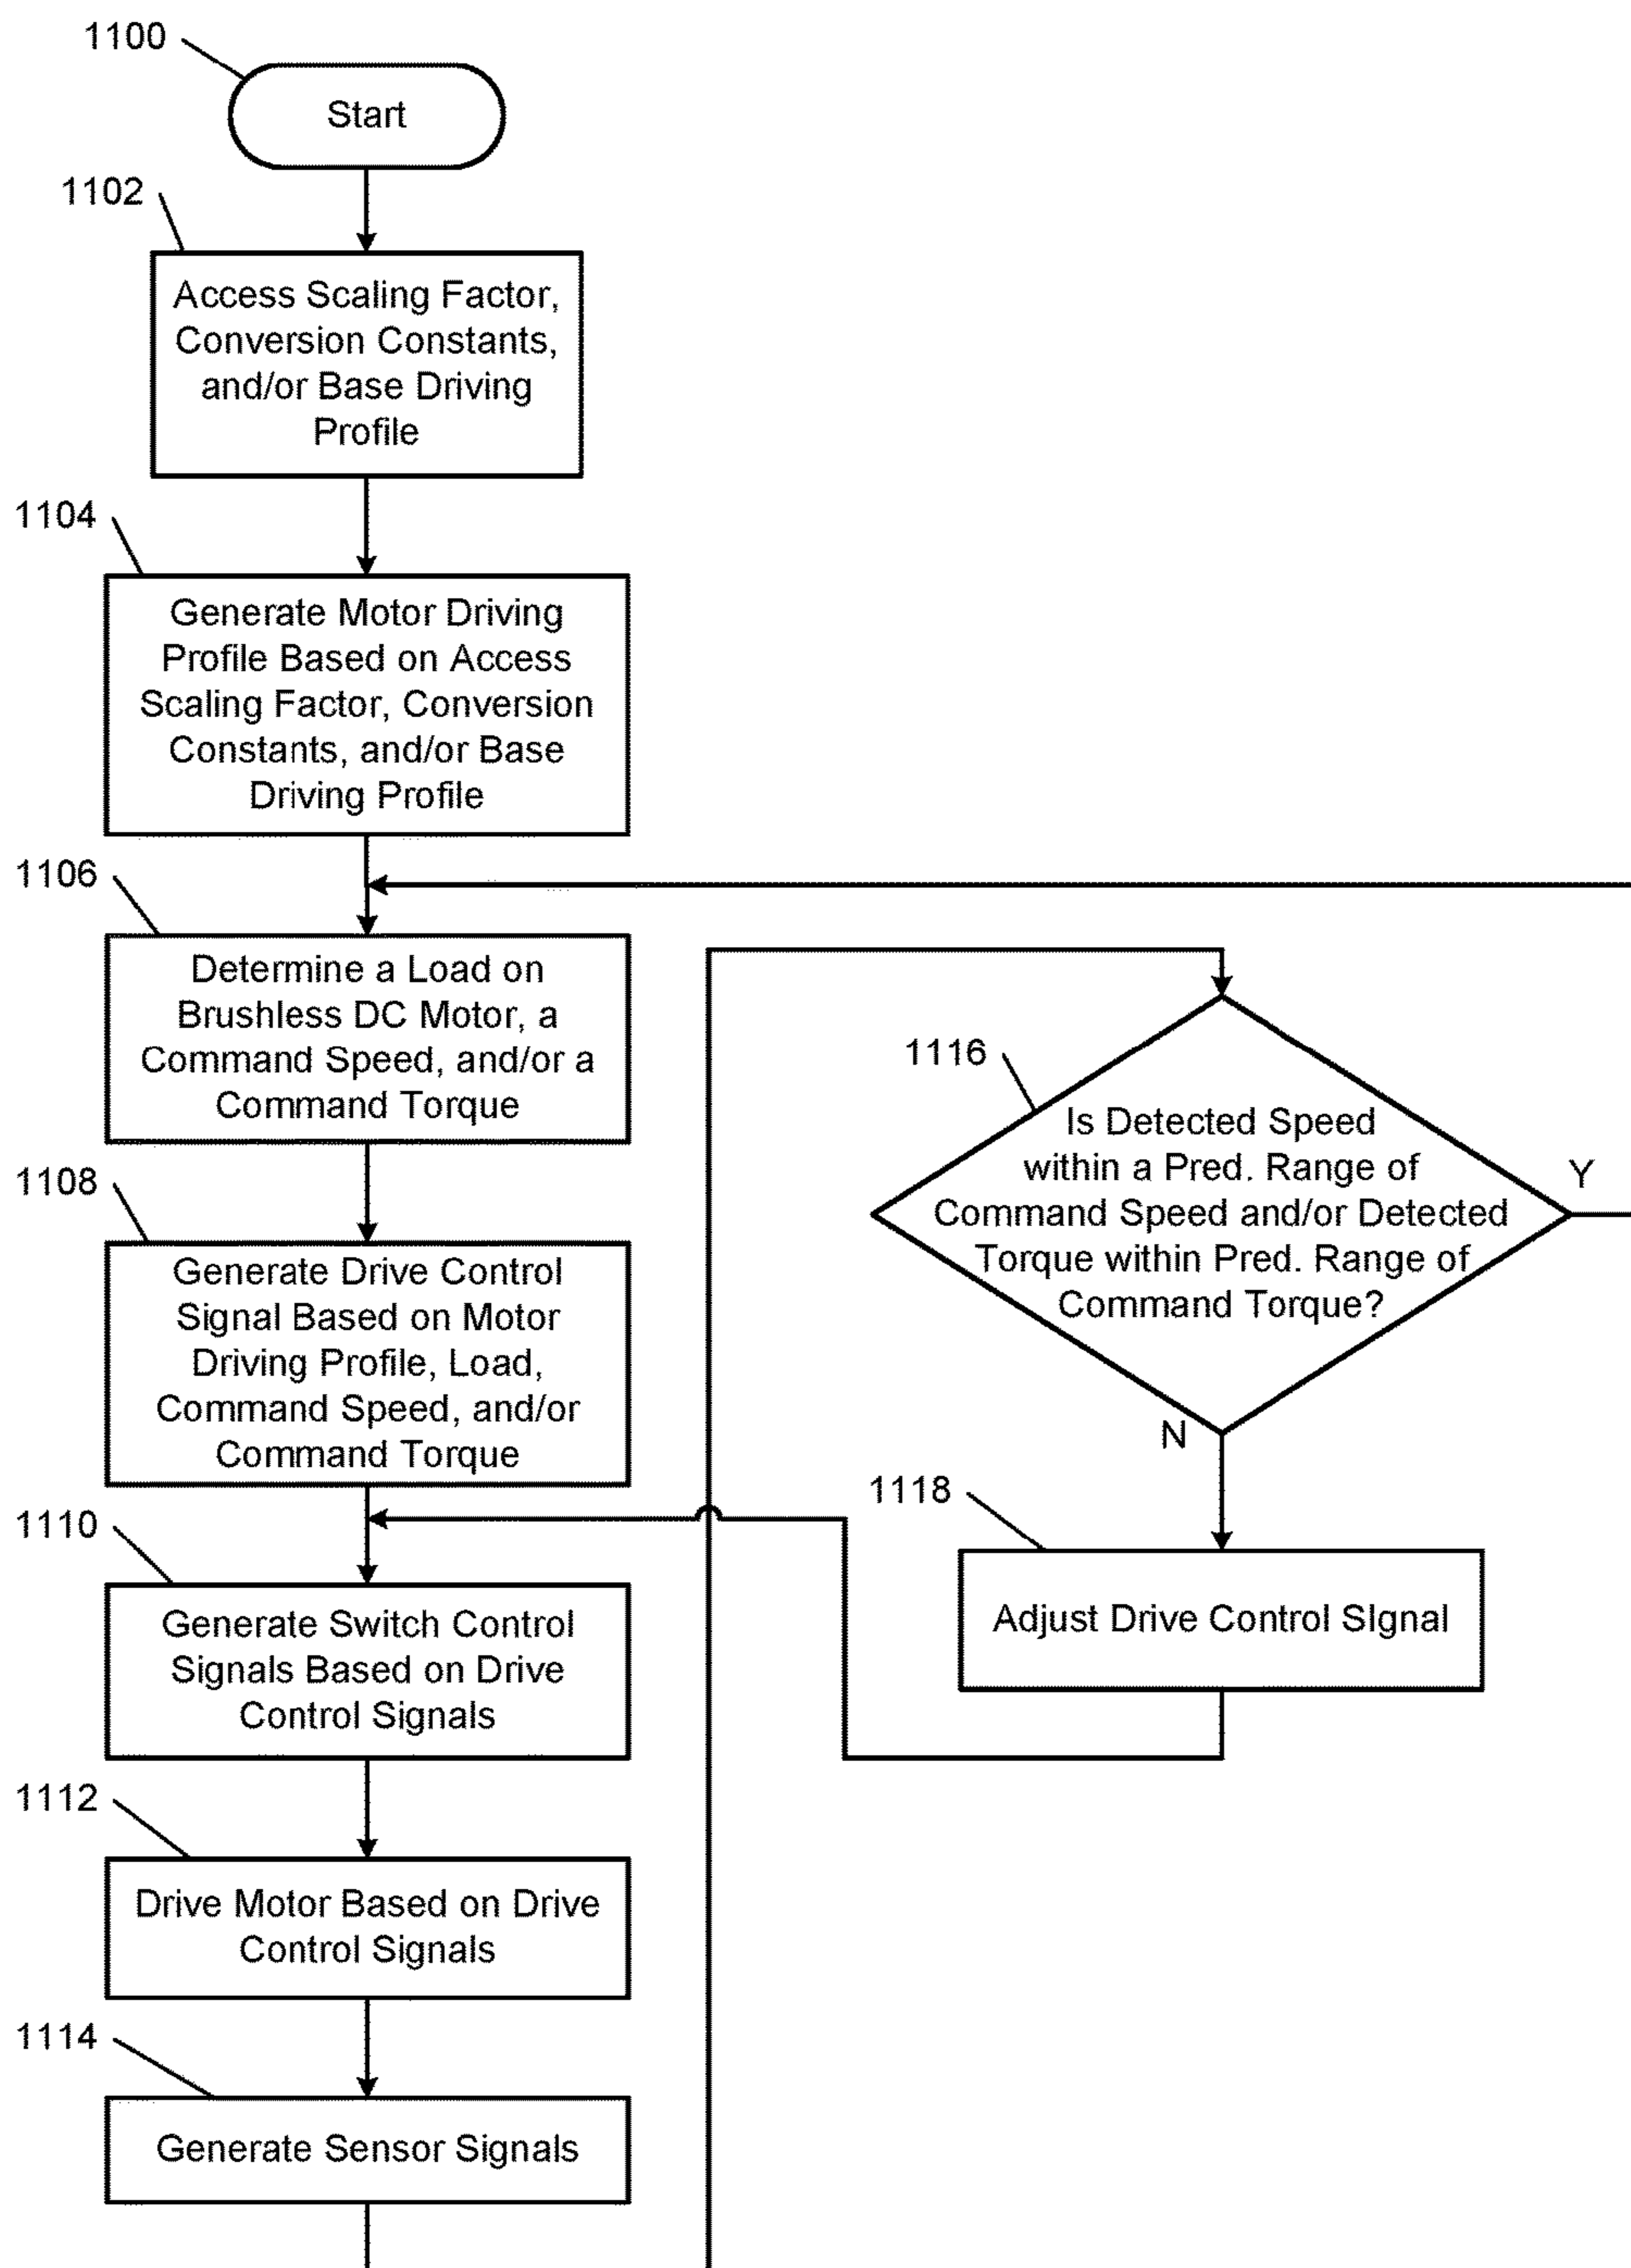 1100
Start
1102
Access Scaling Factor,
Conversion Constants,
and/or Base Driving
Profile
1104
Generate Motor Driving
Profile Based on Access
Scaling Factor, Conversion
Constants, and/or Base
Driving Profile
1106
Determine a Load on
Brushless DC Motor, a
Command Speed, and/or a
Command Torque
1108
Generate Drive Control
Signal Based on Motor
Driving Profile, Load,
Command Speed, and/or
Command Torque
1110
Generate Switch Control
Signals Based on Drive
Control Signals
1112
Drive Motor Based on Drive
Control Signals
1114
Generate Sensor Signals
1116
Is Detected Speed
within a Pred. Range of
Command Speed and/or Detected
Torque within Pred. Range of
Command Torque?
Y
N
1118
Adjust Drive Control SIgnal